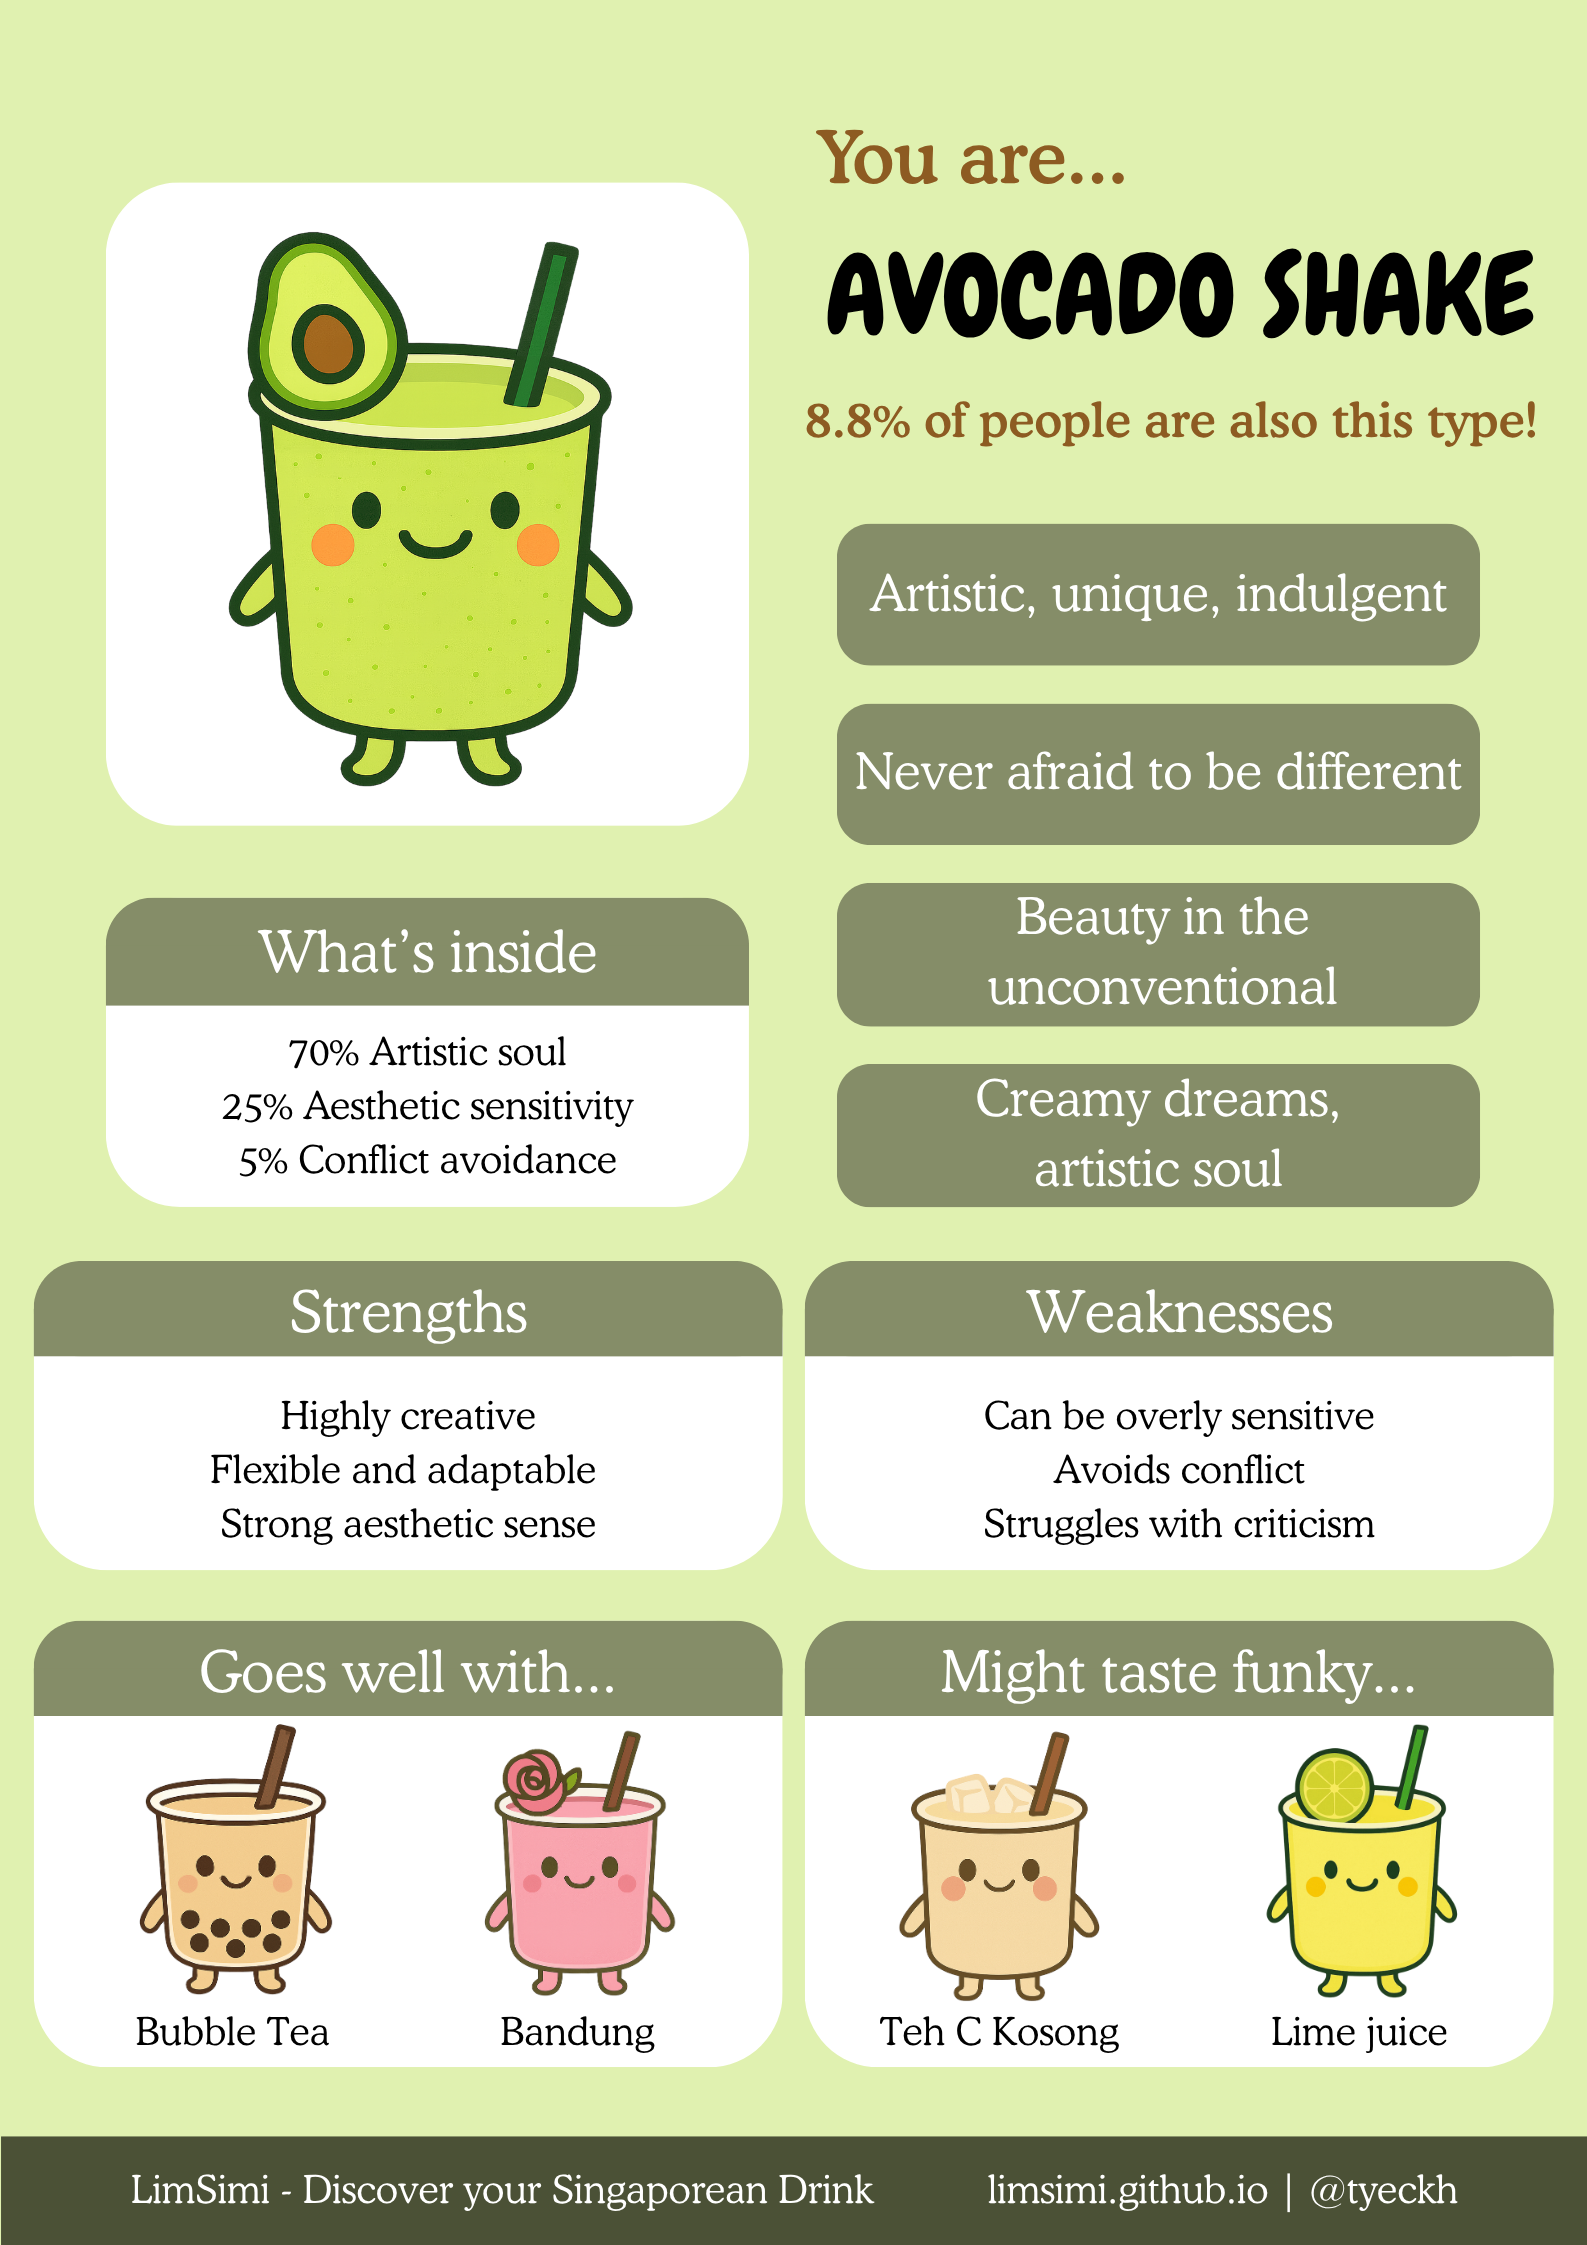 You are...
AVOCADO SHAKE
8.8% of people are also this type!
Artistic, unique, indulgent
Never afraid to be different
Beauty in the
unconventional
Creamy dreams,
artistic soul
What’s inside
70% Artistic soul
25% Aesthetic sensitivity
5% Conflict avoidance
Strengths
Highly creative
Flexible and adaptable
Strong aesthetic sense
Weaknesses
Can be overly sensitive
Avoids conflict
Struggles with criticism
Goes well with...
Bubble Tea
Bandung
Might taste funky...
Teh C Kosong
Lime juice
LimSimi - Discover your Singaporean Drink
limsimi.github.io | @tyeckh